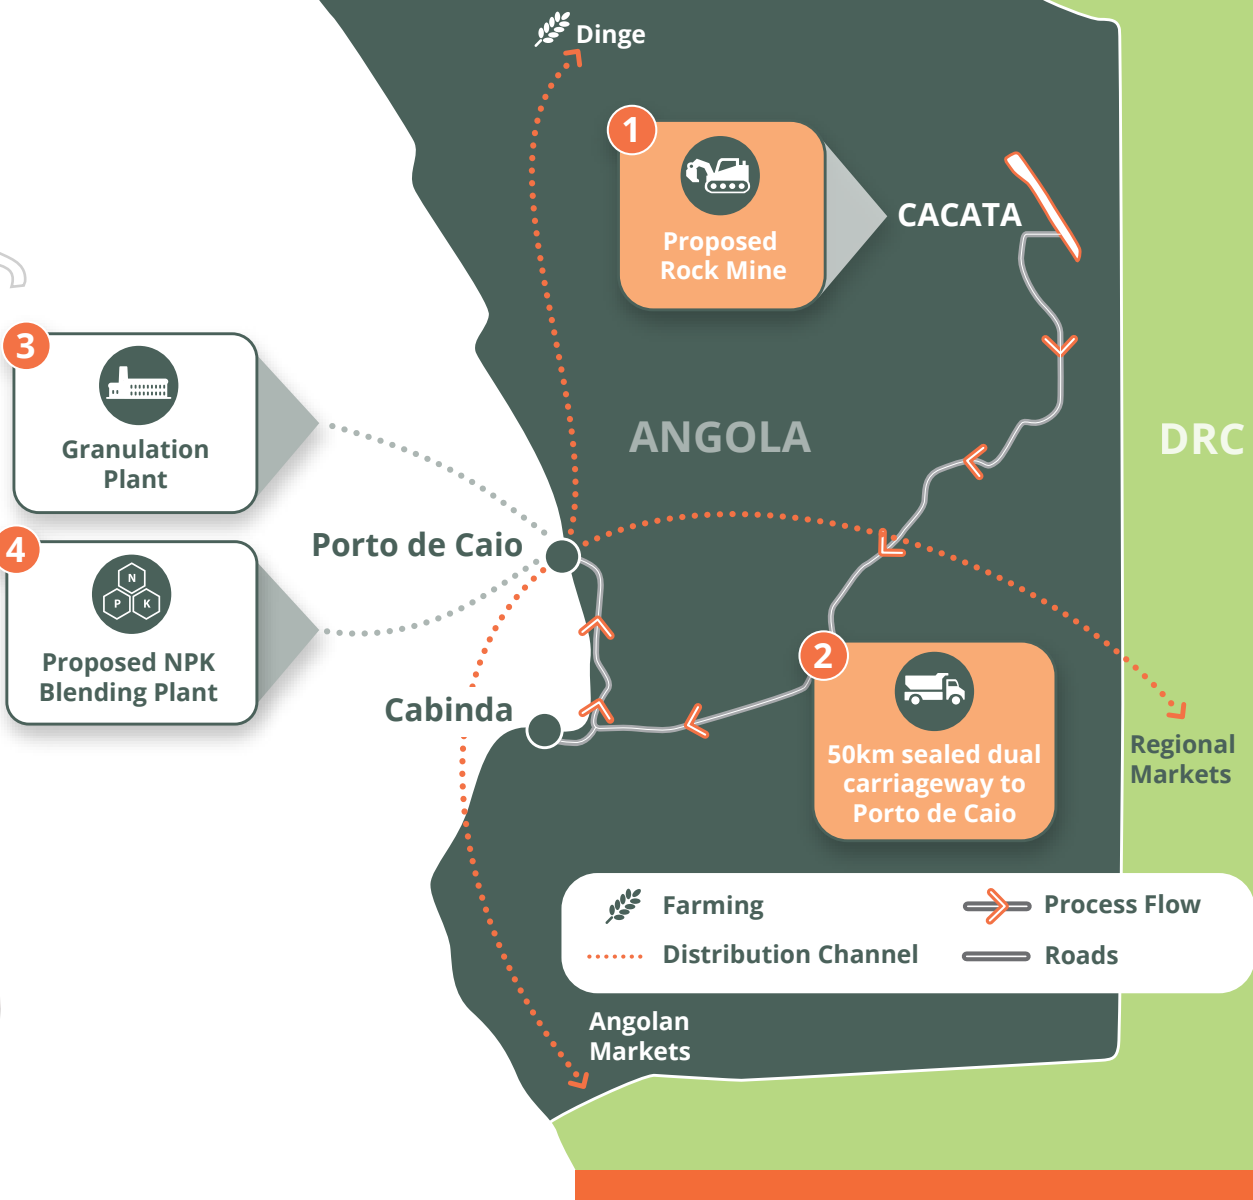 Dinge
1
Proposed
Rock Mine
CACATA
3
Granulation
Plant
ANGOLA
DRC
4
N
P K
Proposed NPK
Blending Plant
Porto de Caio
Cabinda
2
50km sealed dual
carriageway to
Porto de Caio
Regional
Markets
Farming
Process Flow
Distribution Channel
Roads
Angolan
Markets